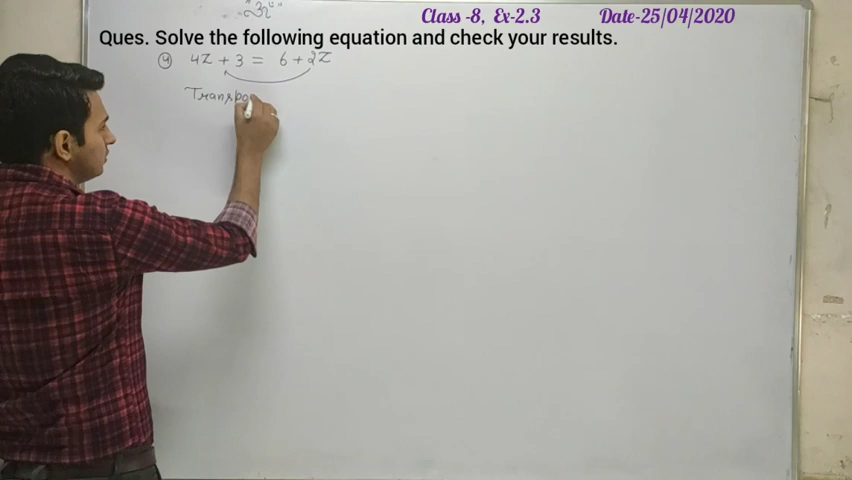 Class -8, Ex-2.3 Date-25/04/2020
Ques. Solve the following equation and check your results.
④ 4Z + 3 = 6 + 2Z
Transpo